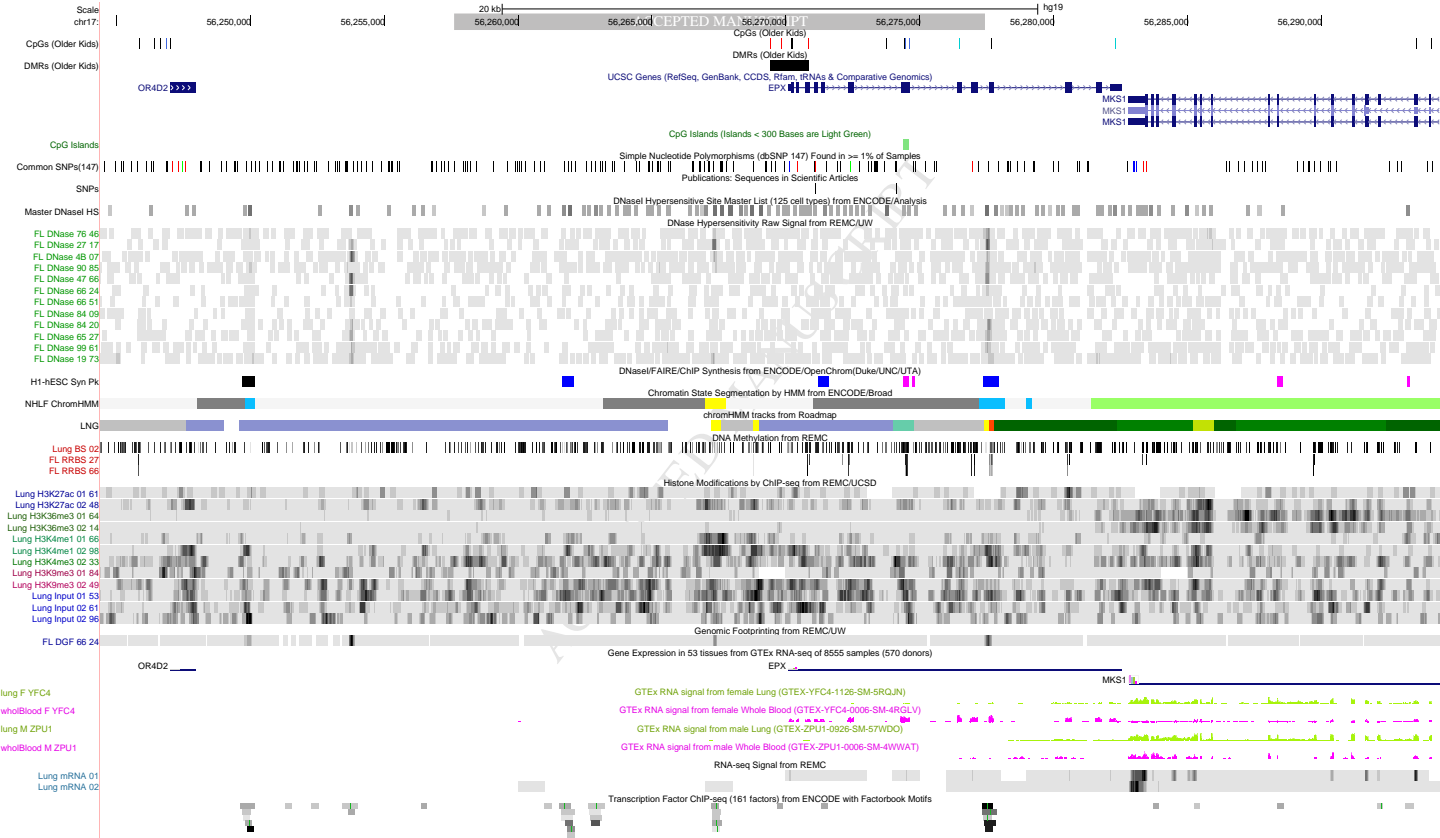 Scale 20 kb hg19
chr17: 56,250,000 56,255,000 56,260,000 56,265,000 56,270,000 56,275,000 56,280,000 56,285,000 56,290,000
ACCEPTED MANUSCRIPT
CpGs (Older Kids)
CpGs (Older Kids)
DMRs (Older Kids)
DMRs (Older Kids)
UCSC Genes (RefSeq, GenBank, CCDS, Rfam, tRNAs & Comparative Genomics)
OR4D2 EPX
MKS1
MKS1
MKS1
CpG Islands (Islands < 300 Bases are Light Green)
CpG Islands
Simple Nucleotide Polymorphisms (dbSNP 147) Found in >= 1% of Samples
Common SNPs(147)
Publications: Sequences in Scientific Articles
SNPs
DNaseI Hypersensitive Site Master List (125 cell types) from ENCODE/Analysis
Master DNaseI HS
DNase Hypersensitivity Raw Signal from REMC/UW
FL DNase 76 46
FL DNase 27 17
FL DNase 4B 07
FL DNase 90 85
FL DNase 47 66
FL DNase 66 24
FL DNase 66 51
FL DNase 84 09
FL DNase 84 20
FL DNase 65 27
FL DNase 99 61
FL DNase 19 73
DNaseI/FAIRE/ChIP Synthesis from ENCODE/OpenChrom(Duke/UNC/UTA)
H1-hESC Syn Pk
Chromatin State Segmentation by HMM from ENCODE/Broad
NHLF ChromHMM
chromHMM tracks from Roadmap
LNG
DNA Methylation from REMC
Lung BS 02
FL RRBS 27
FL RRBS 66
Histone Modifications by ChIP-seq from REMC/UCSD
Lung H3K27ac 01 61
Lung H3K27ac 02 48
Lung H3K36me3 01 64
Lung H3K36me3 02 14
Lung H3K4me1 01 66
Lung H3K4me1 02 98
Lung H3K4me3 02 33
Lung H3K9me3 01 84
Lung H3K9me3 02 49
Lung Input 01 53
Lung Input 02 61
Lung Input 02 96
Genomic Footprinting from REMC/UW
FL DGF 66 24
Gene Expression in 53 tissues from GTEx RNA-seq of 8555 samples (570 donors)
OR4D2 EPX
MKS1
lung F YFC4 GTEx RNA signal from female Lung (GTEX-YFC4-1126-SM-5RQJN)
wholBlood F YFC4 GTEx RNA signal from female Whole Blood (GTEX-YFC4-0006-SM-4RGLV)
lung M ZPU1 GTEx RNA signal from male Lung (GTEX-ZPU1-0926-SM-57WDO)
wholBlood M ZPU1 GTEx RNA signal from male Whole Blood (GTEX-ZPU1-0006-SM-4WWAT)
RNA-seq Signal from REMC
Lung mRNA 01
Lung mRNA 02
Transcription Factor ChIP-seq (161 factors) from ENCODE with Factorbook Motifs
ACCEPTED MANUSCRIPT